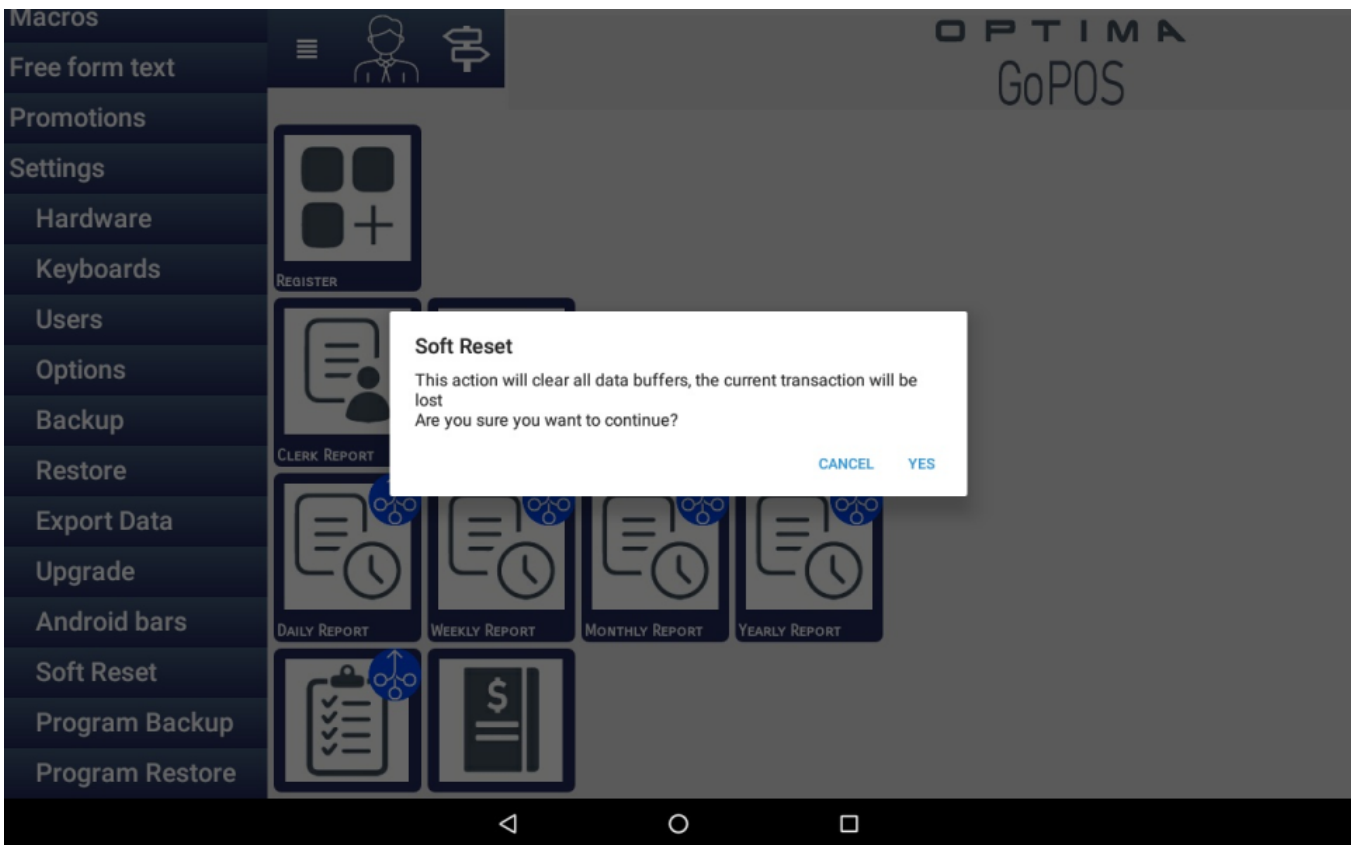 Macros
Free form text
Promotions
Settings
Hardware
Keyboards
Users
Options
Backup
Restore
Export Data
Upgrade
Android bars
Soft Reset
Program Backup
Program Restore
OPTIMA
GoPOS
REGISTER
CLERK REPORT
Soft Reset
This action will clear all data buffers, the current transaction will be
lost
Are you sure you want to continue?
CANCEL YES
DAILY REPORT
WEEKLY REPORT
MONTHLY REPORT
YEARLY REPORT
$